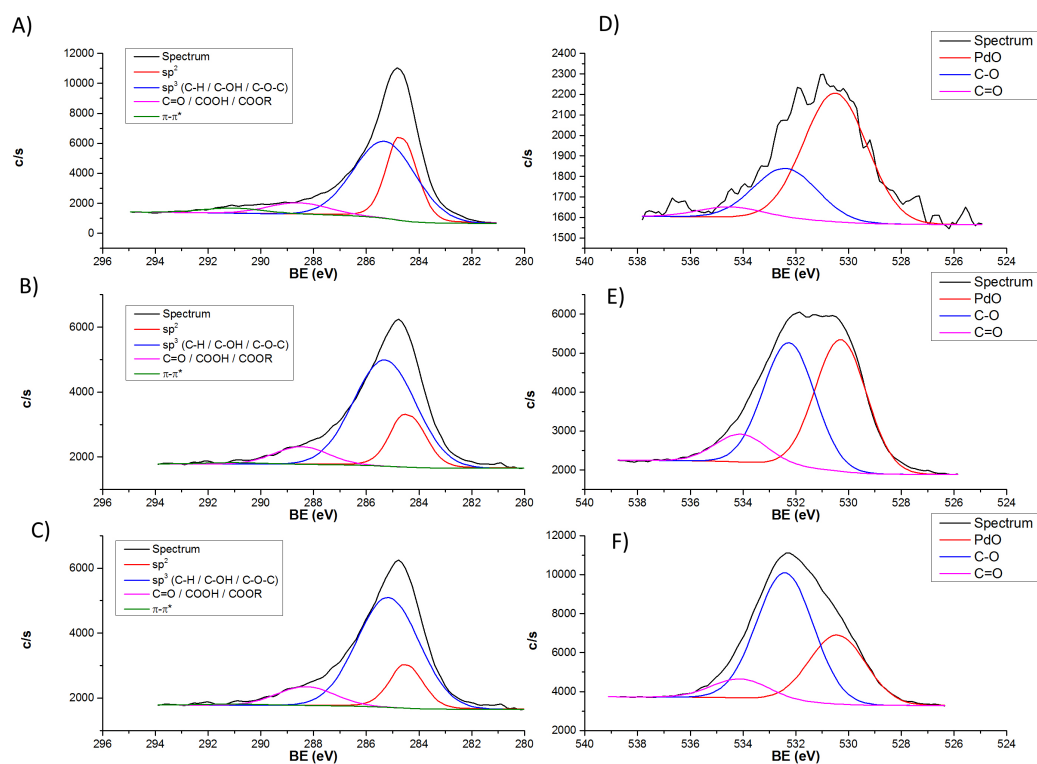 A)
12000
10000
8000
6000
4000
2000
0
c/s
Spectrum
sp²
sp³ (C-H / C-OH / C-O-C)
C=O / COOH / COOR
π-π*
296 294 292 290 288 286 284 282 280
BE (eV)
D)
2400
2300
2200
2100
2000
1900
1800
1700
1600
1500
c/s
Spectrum
PdO
C-O
C=O
540 538 536 534 532 530 528 526 524
BE (eV)
B)
6000
4000
2000
c/s
Spectrum
sp²
sp³ (C-H / C-OH / C-O-C)
C=O / COOH / COOR
π-π*
296 294 292 290 288 286 284 282 280
BE (eV)
E)
6000
5000
4000
3000
2000
c/s
Spectrum
PdO
C-O
C=O
540 538 536 534 532 530 528 526 524
BE (eV)
C)
6000
4000
2000
c/s
Spectrum
sp²
sp³ (C-H / C-OH / C-O-C)
C=O / COOH / COOR
π-π*
296 294 292 290 288 286 284 282 280
BE (eV)
F)
12000
10000
8000
6000
4000
2000
c/s
Spectrum
PdO
C-O
C=O
540 538 536 534 532 530 528 526 524
BE (eV)